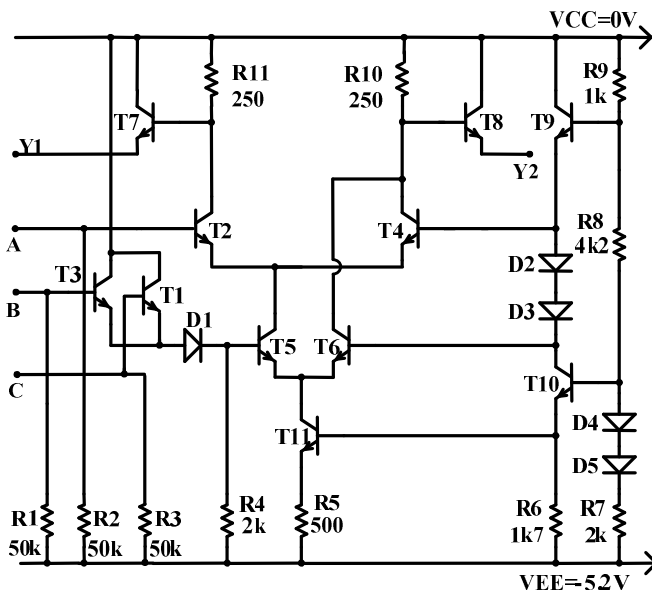 VCC=0V
R11
250
R10
250
R9
1k
T7
T8
T9
Y1
Y2
R8
4k2
A
T2
T4
D2
T3
T1
B
D1
D3
T5
T6
T10
C
D4
T11
D5
R1
50k
R2
50k
R3
50k
R4
2k
R5
500
R6
1k7
R7
2k
VEE=-5.2V